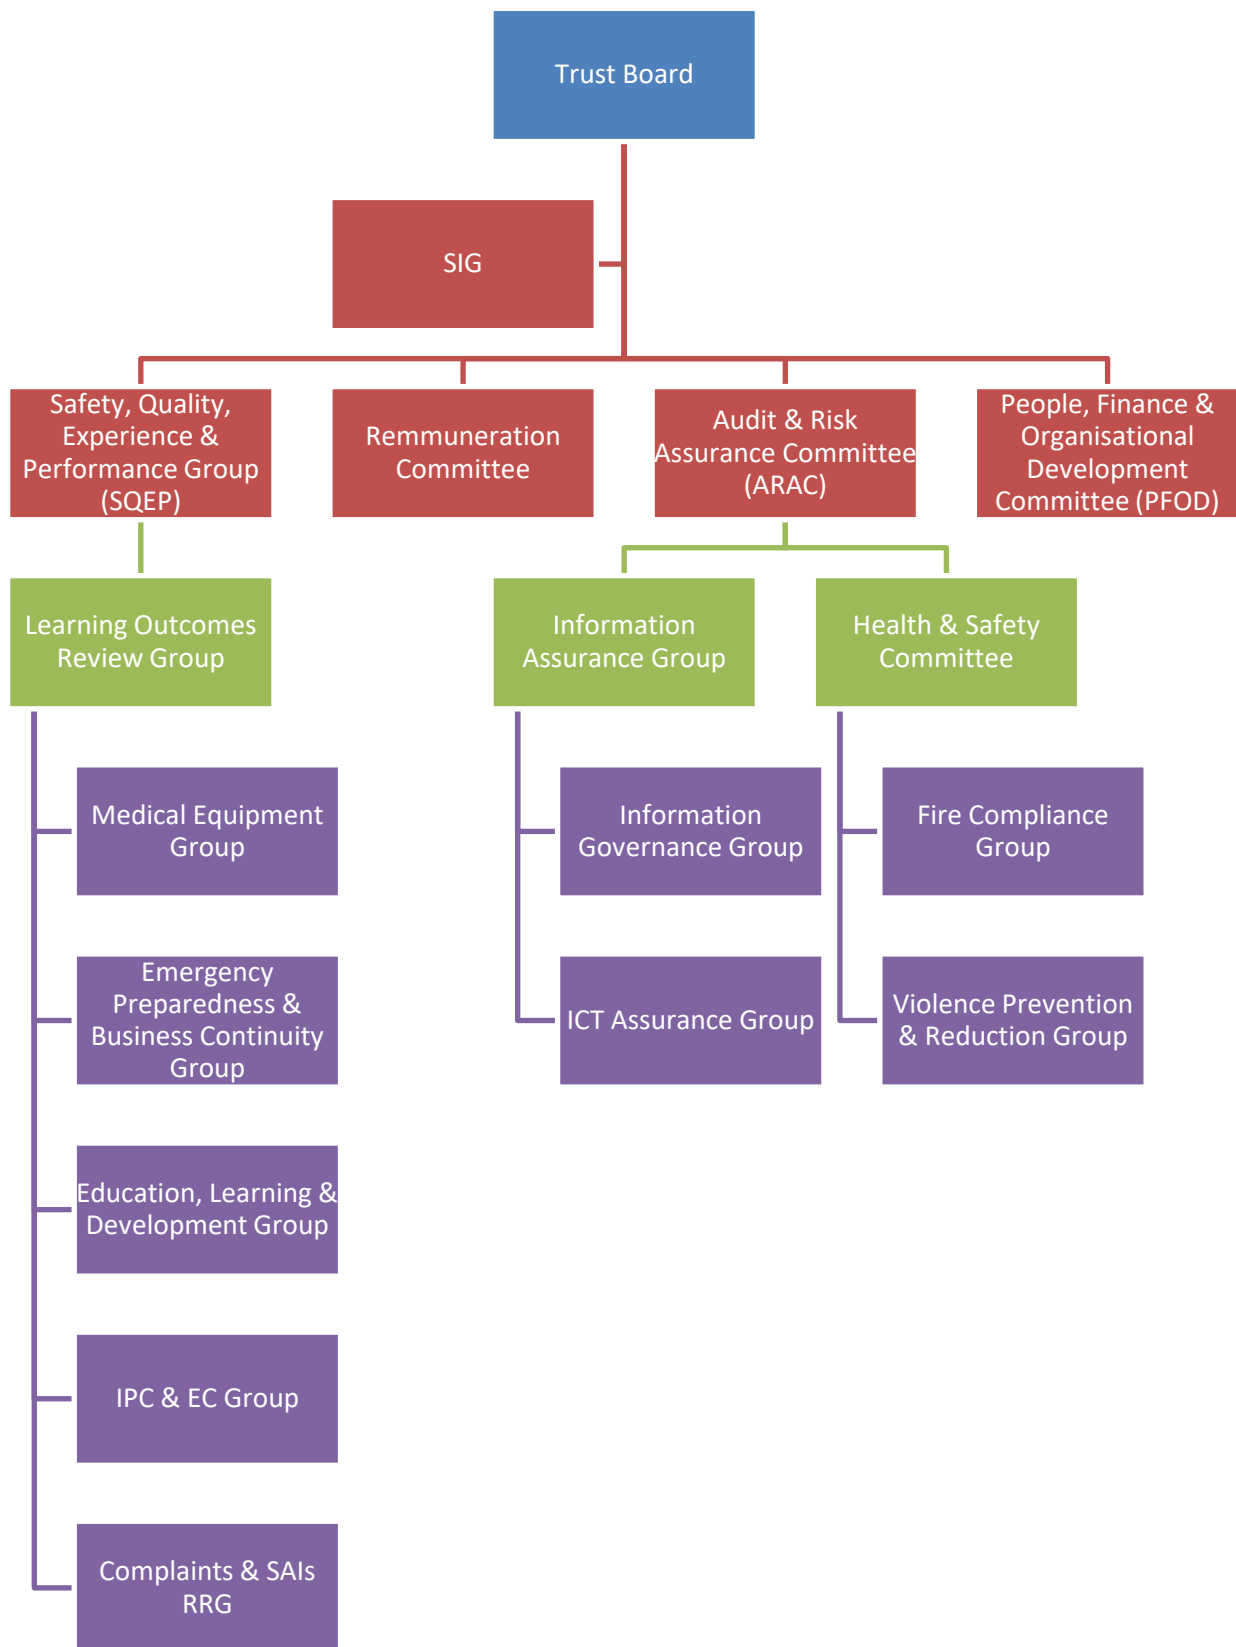 Trust Board
SIG
Safety, Quality,
Experience &
Performance Group
(SQEP)
Remmuneration
Committee
Audit & Risk
Assurance Committee
(ARAC)
People, Finance &
Organisational
Development
Committee (PFOD)
Learning Outcomes
Review Group
Information
Assurance Group
Health & Safety
Committee
Medical Equipment
Group
Information
Governance Group
Fire Compliance
Group
Emergency
Preparedness &
Business Continuity
Group
ICT Assurance Group
Violence Prevention
& Reduction Group
Education, Learning &
Development Group
IPC & EC Group
Complaints & SAIs
RRG